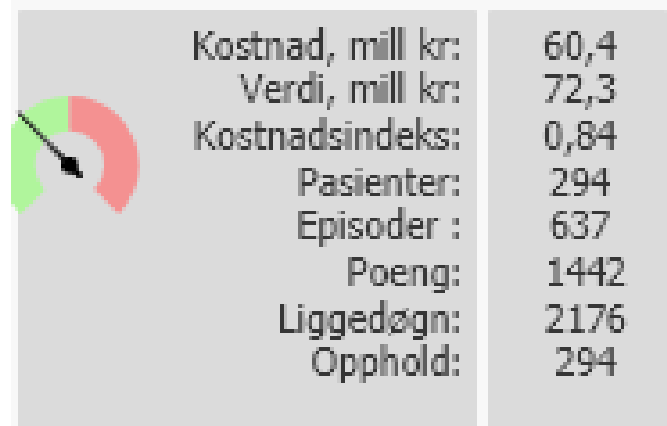 Kostnad, mill kr: 60,4
Verdi, mill kr: 72,3
Kostnadsindeks: 0,84
Pasienter: 294
Episoder : 637
Poeng: 1442
Liggedøgn: 2176
Opphold: 294